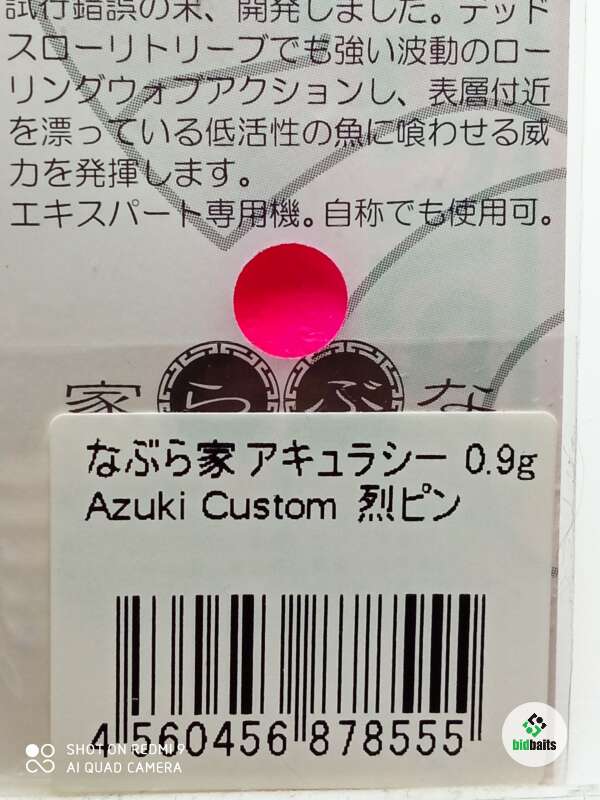 試行錯誤の末、開発しました。デッド
スローリトリーブでも強い波動のロー
リングウォブアクションし、表層付近
を漂っている低活性の魚に喰わせる威
力を発揮します。
エキスパート専用機。自称でも使用可。
家らぶな
なぶら家 アキュラシー 0.9g
Azuki Custom 烈ピン
4 560456 878555
SHOT ON REDMI 9
AI QUAD CAMERA
bidbaits